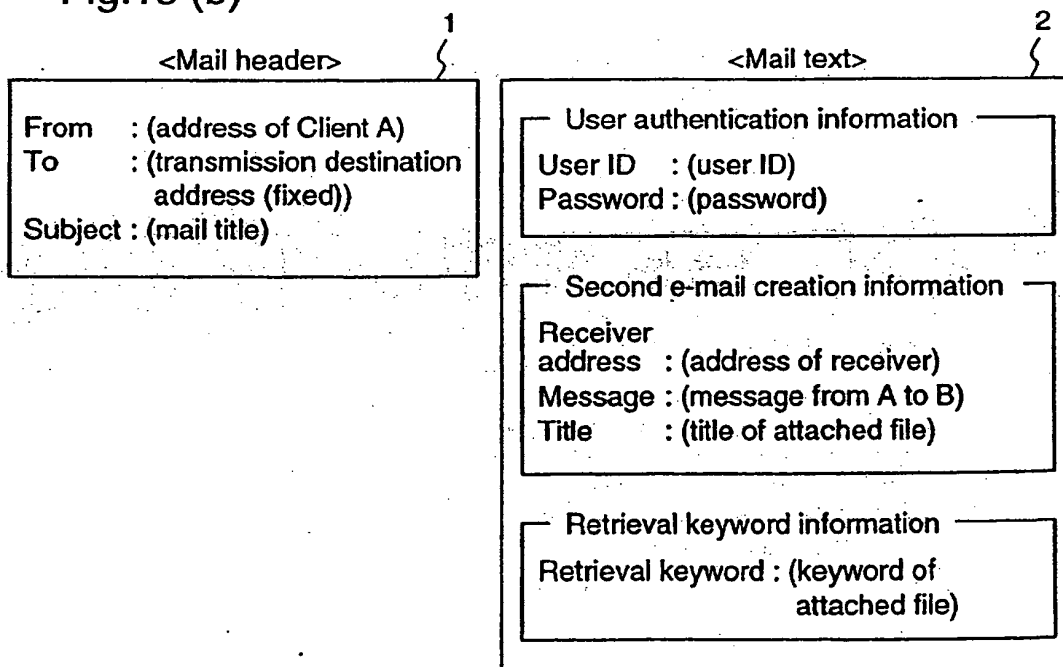 1
<Mail header>
From : (address of Client A)
To : (transmission destination
address (fixed))
Subject : (mail title)
2
<Mail text>
User authentication information
User ID : (user ID)
Password : (password)
Second e-mail creation information
Receiver
address : (address of receiver)
Message : (message from A to B)
Title : (title of attached file)
Retrieval keyword information
Retrieval keyword : (keyword of
attached file)